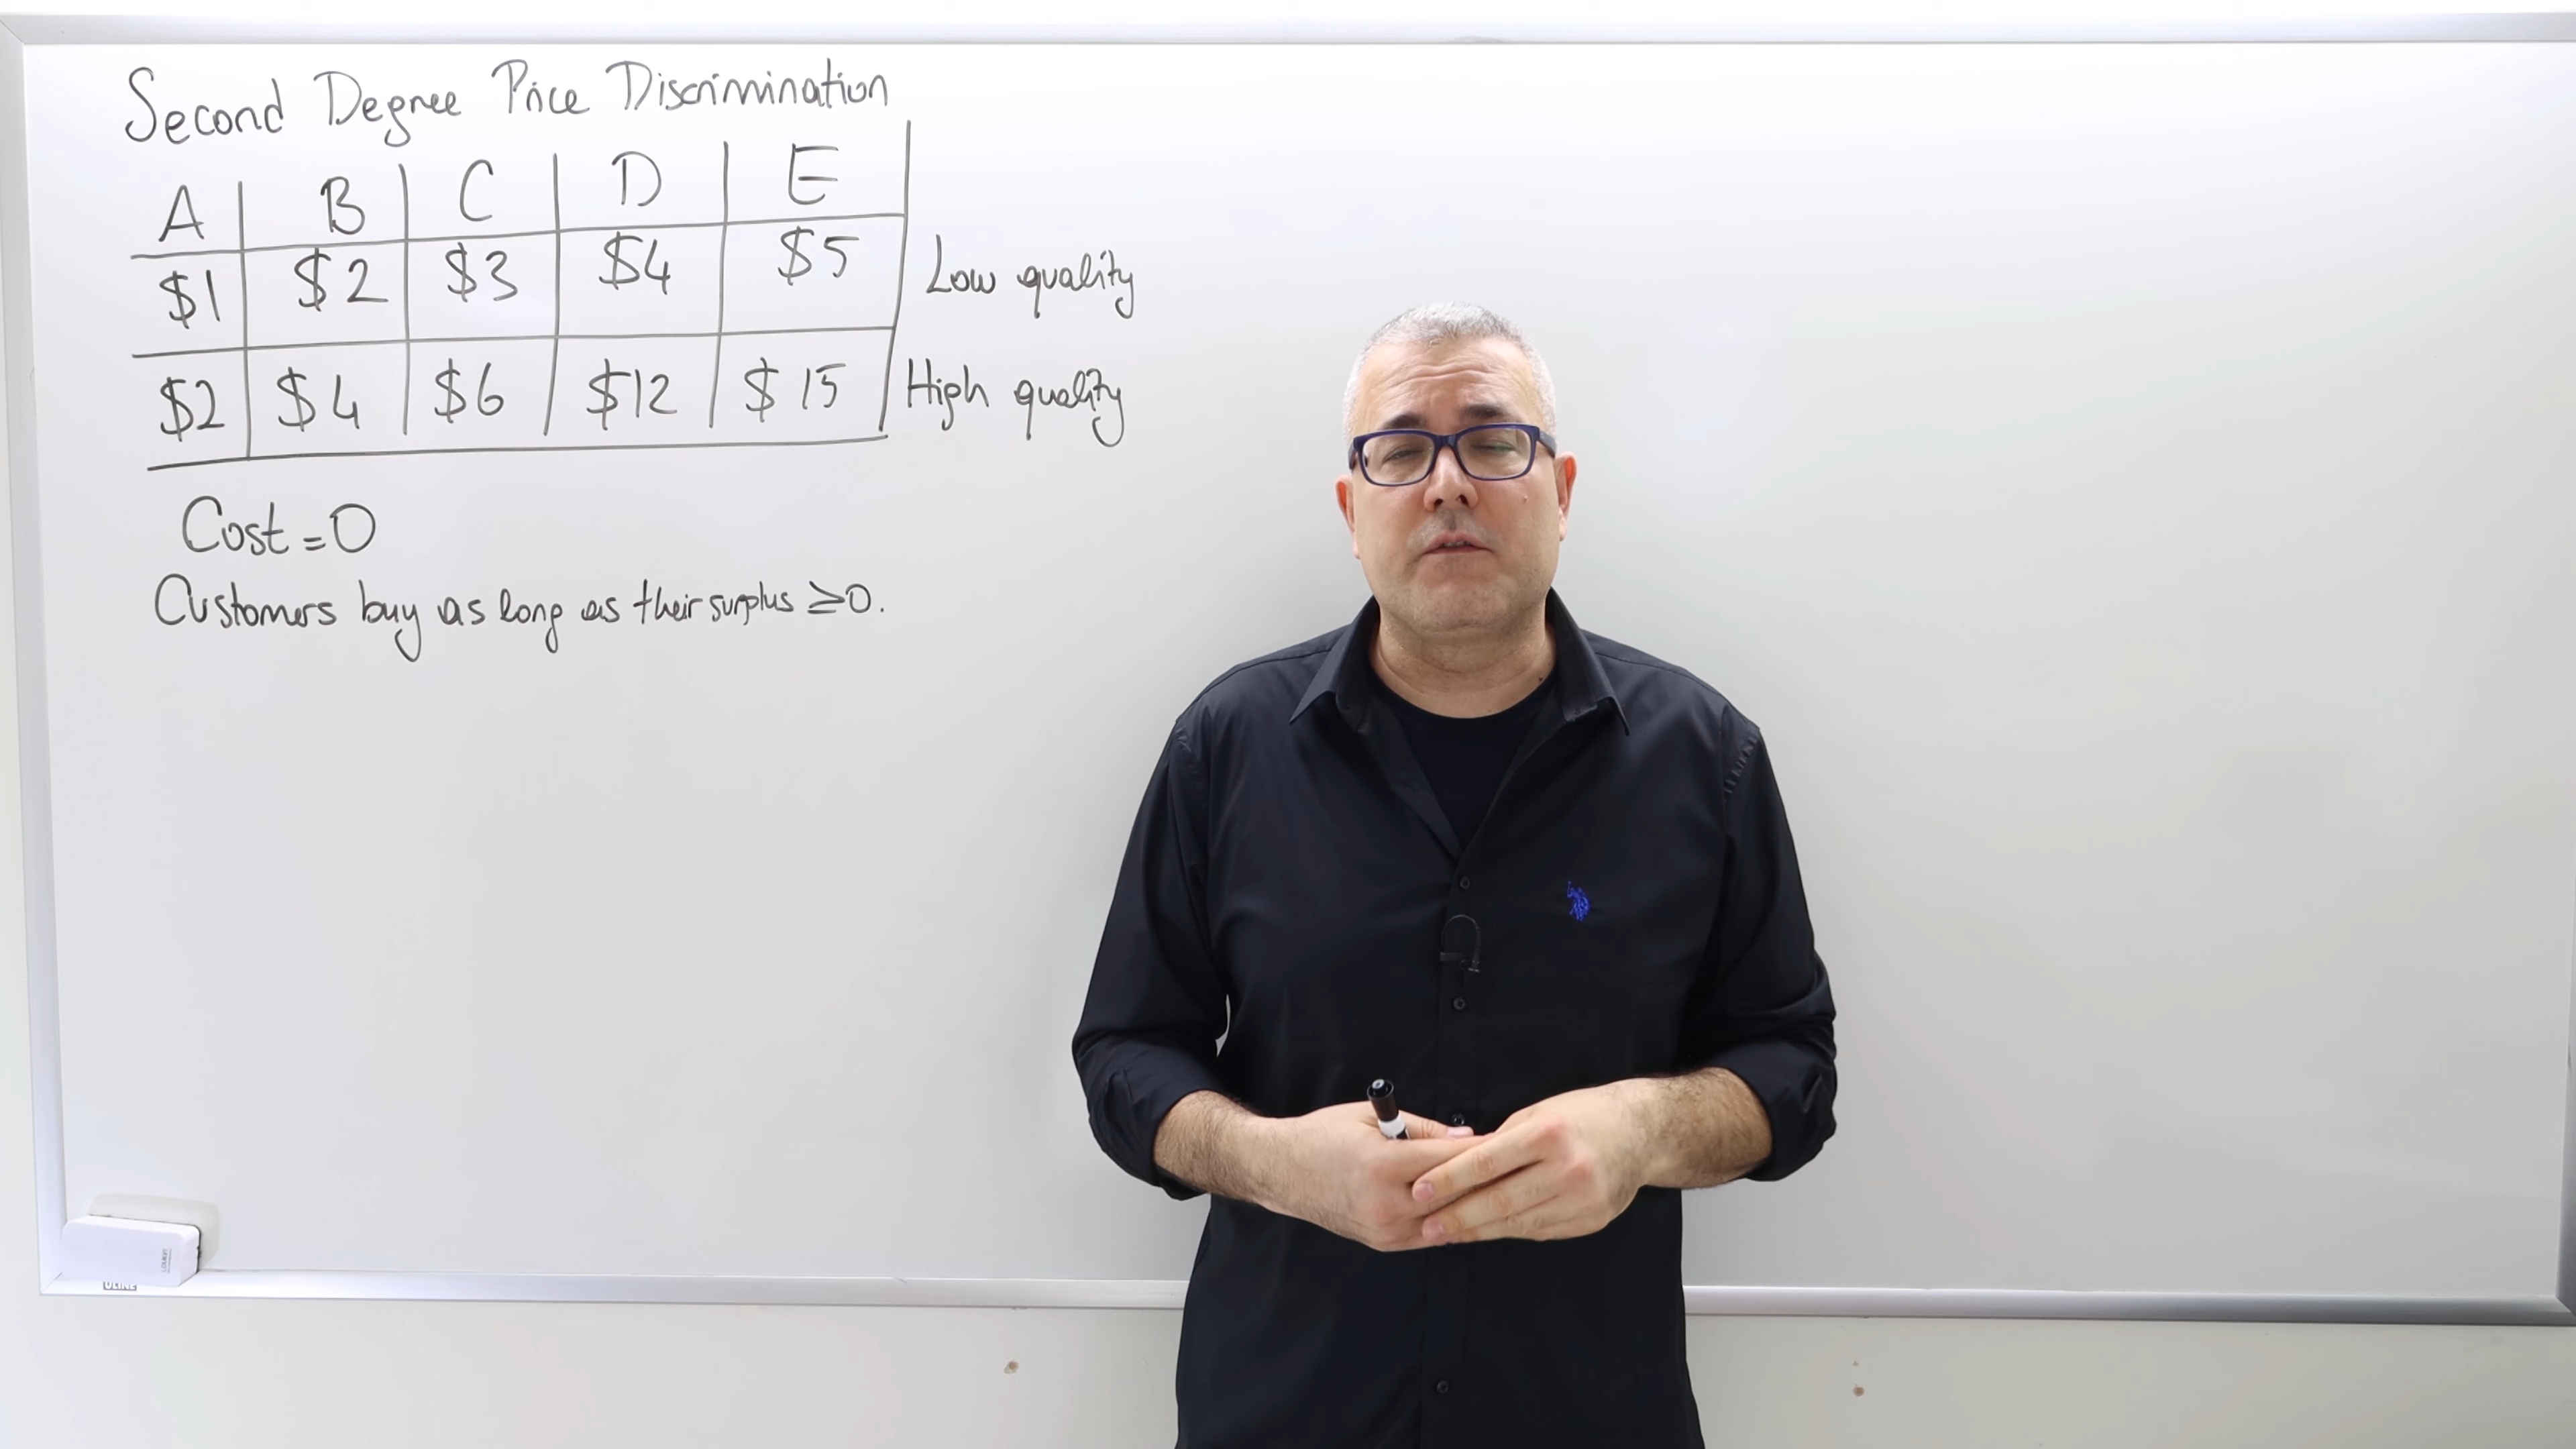 Second Degree Price Discrimination
A B C D E
$1 $2 $3 $4 $5 Low quality
$2 $4 $6 $12 $15 High quality
Cost = 0
Customers buy as long as their surplus ≥ 0.
ULINE